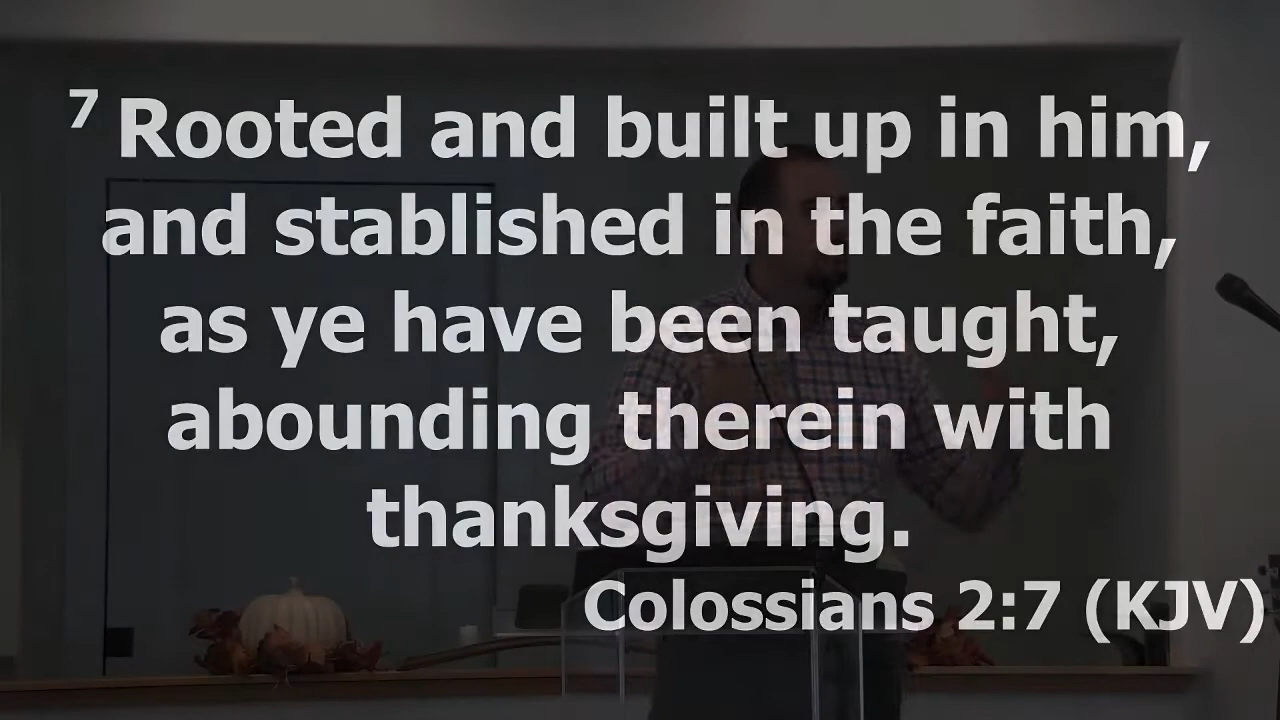 7 Rooted and built up in him,
and stablished in the faith,
as ye have been taught,
abounding therein with
thanksgiving.
Colossians 2:7 (KJV)